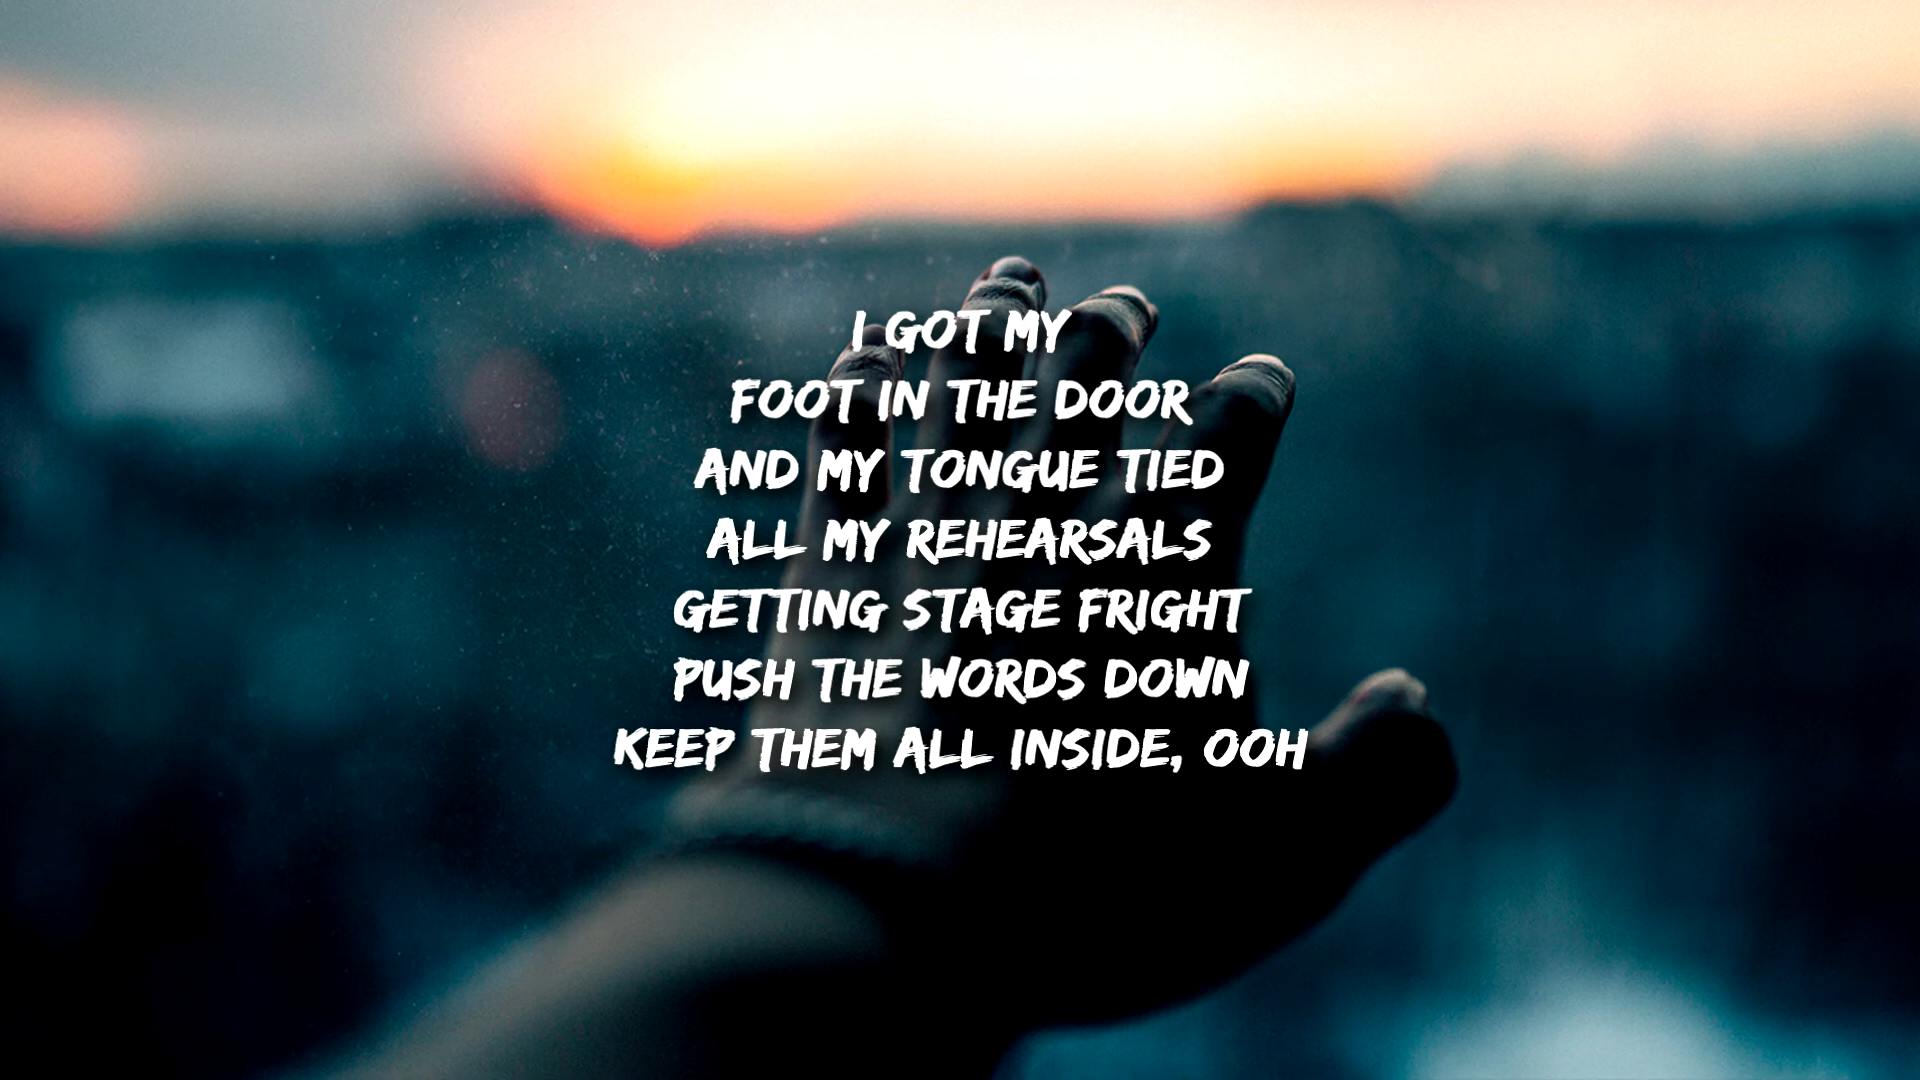 I GOT MY
FOOT IN THE DOOR
AND MY TONGUE TIED
ALL MY REHEARSALS
GETTING STAGE FRIGHT
PUSH THE WORDS DOWN
KEEP THEM ALL INSIDE, OOH